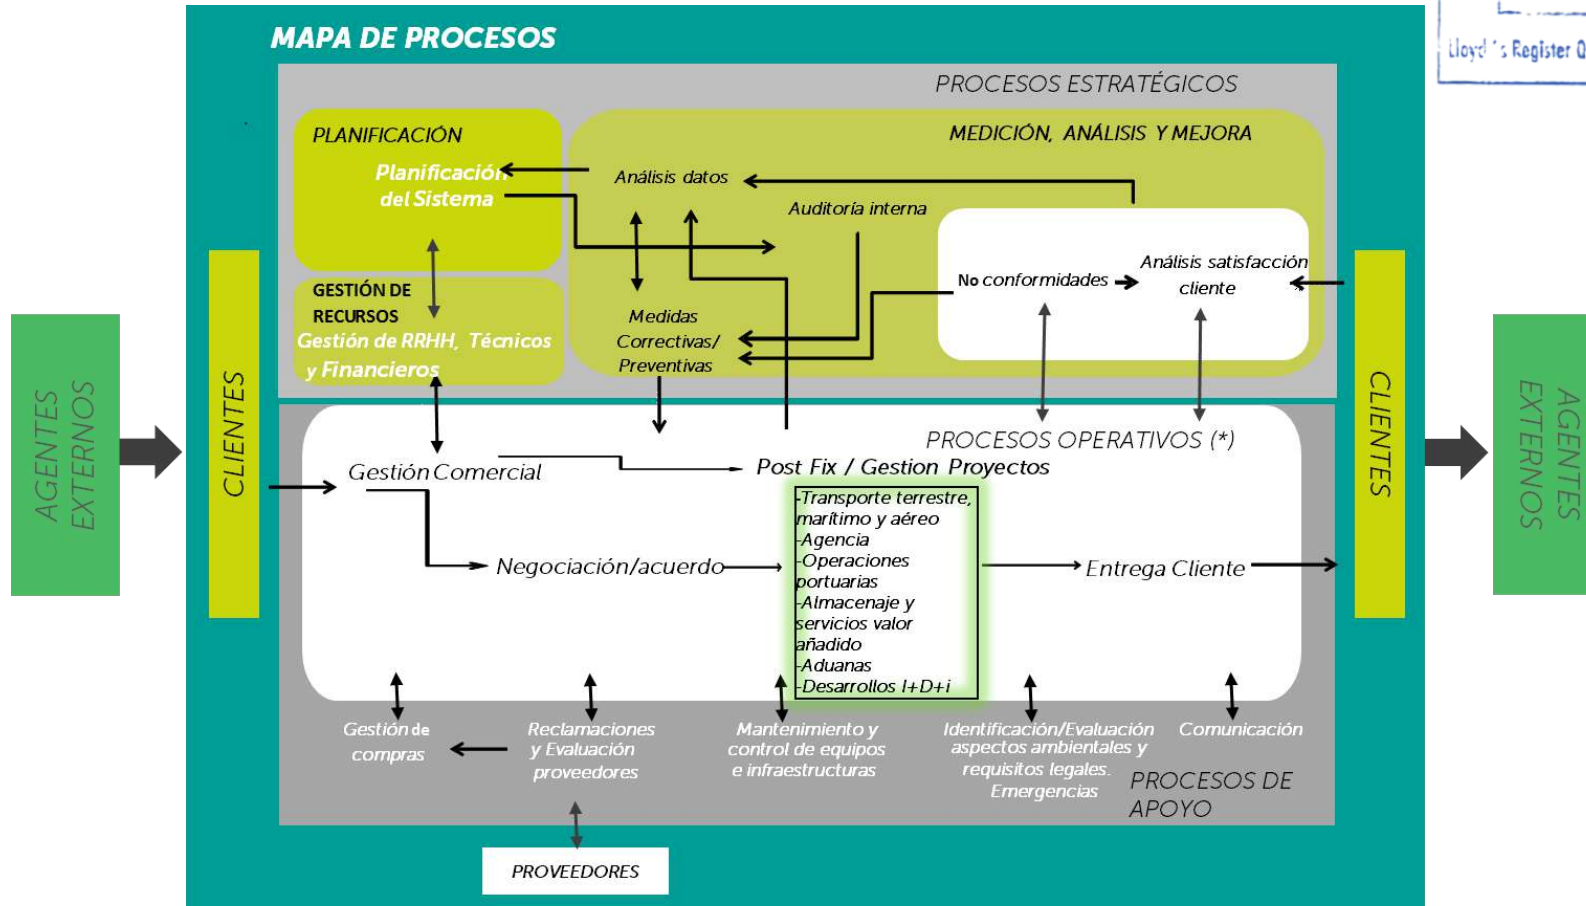 Lloyd's Register Q
MAPA DE PROCESOS
PROCESOS ESTRATÉGICOS
PLANIFICACIÓN
Planificación
del Sistema
MEDICIÓN, ANÁLISIS Y MEJORA
Análisis datos
Auditoría interna
No conformidades
Análisis satisfacción
cliente
GESTIÓN DE
RECURSOS
Gestión de RRHH, Técnicos
y Financieros
Medidas
Correctivas/
Preventivas
AGENTES
EXTERNOS
CLIENTES
CLIENTES
AGENTES
EXTERNOS
PROCESOS OPERATIVOS (*)
Gestión Comercial
Post Fix / Gestion Proyectos
-Transporte terrestre,
marítimo y aéreo
-Agencia
-Operaciones
portuarias
-Almacenaje y
servicios valor
añadido
-Aduanas
-Desarrollos I+D+i
Negociación/acuerdo
Entrega Cliente
Gestión de
compras
Reclamaciones
y Evaluación
proveedores
Mantenimiento y
control de equipos
e infraestructuras
Identificación/Evaluación
aspectos ambientales y
requisitos legales.
Emergencias
Comunicación
PROCESOS DE
APOYO
PROVEEDORES